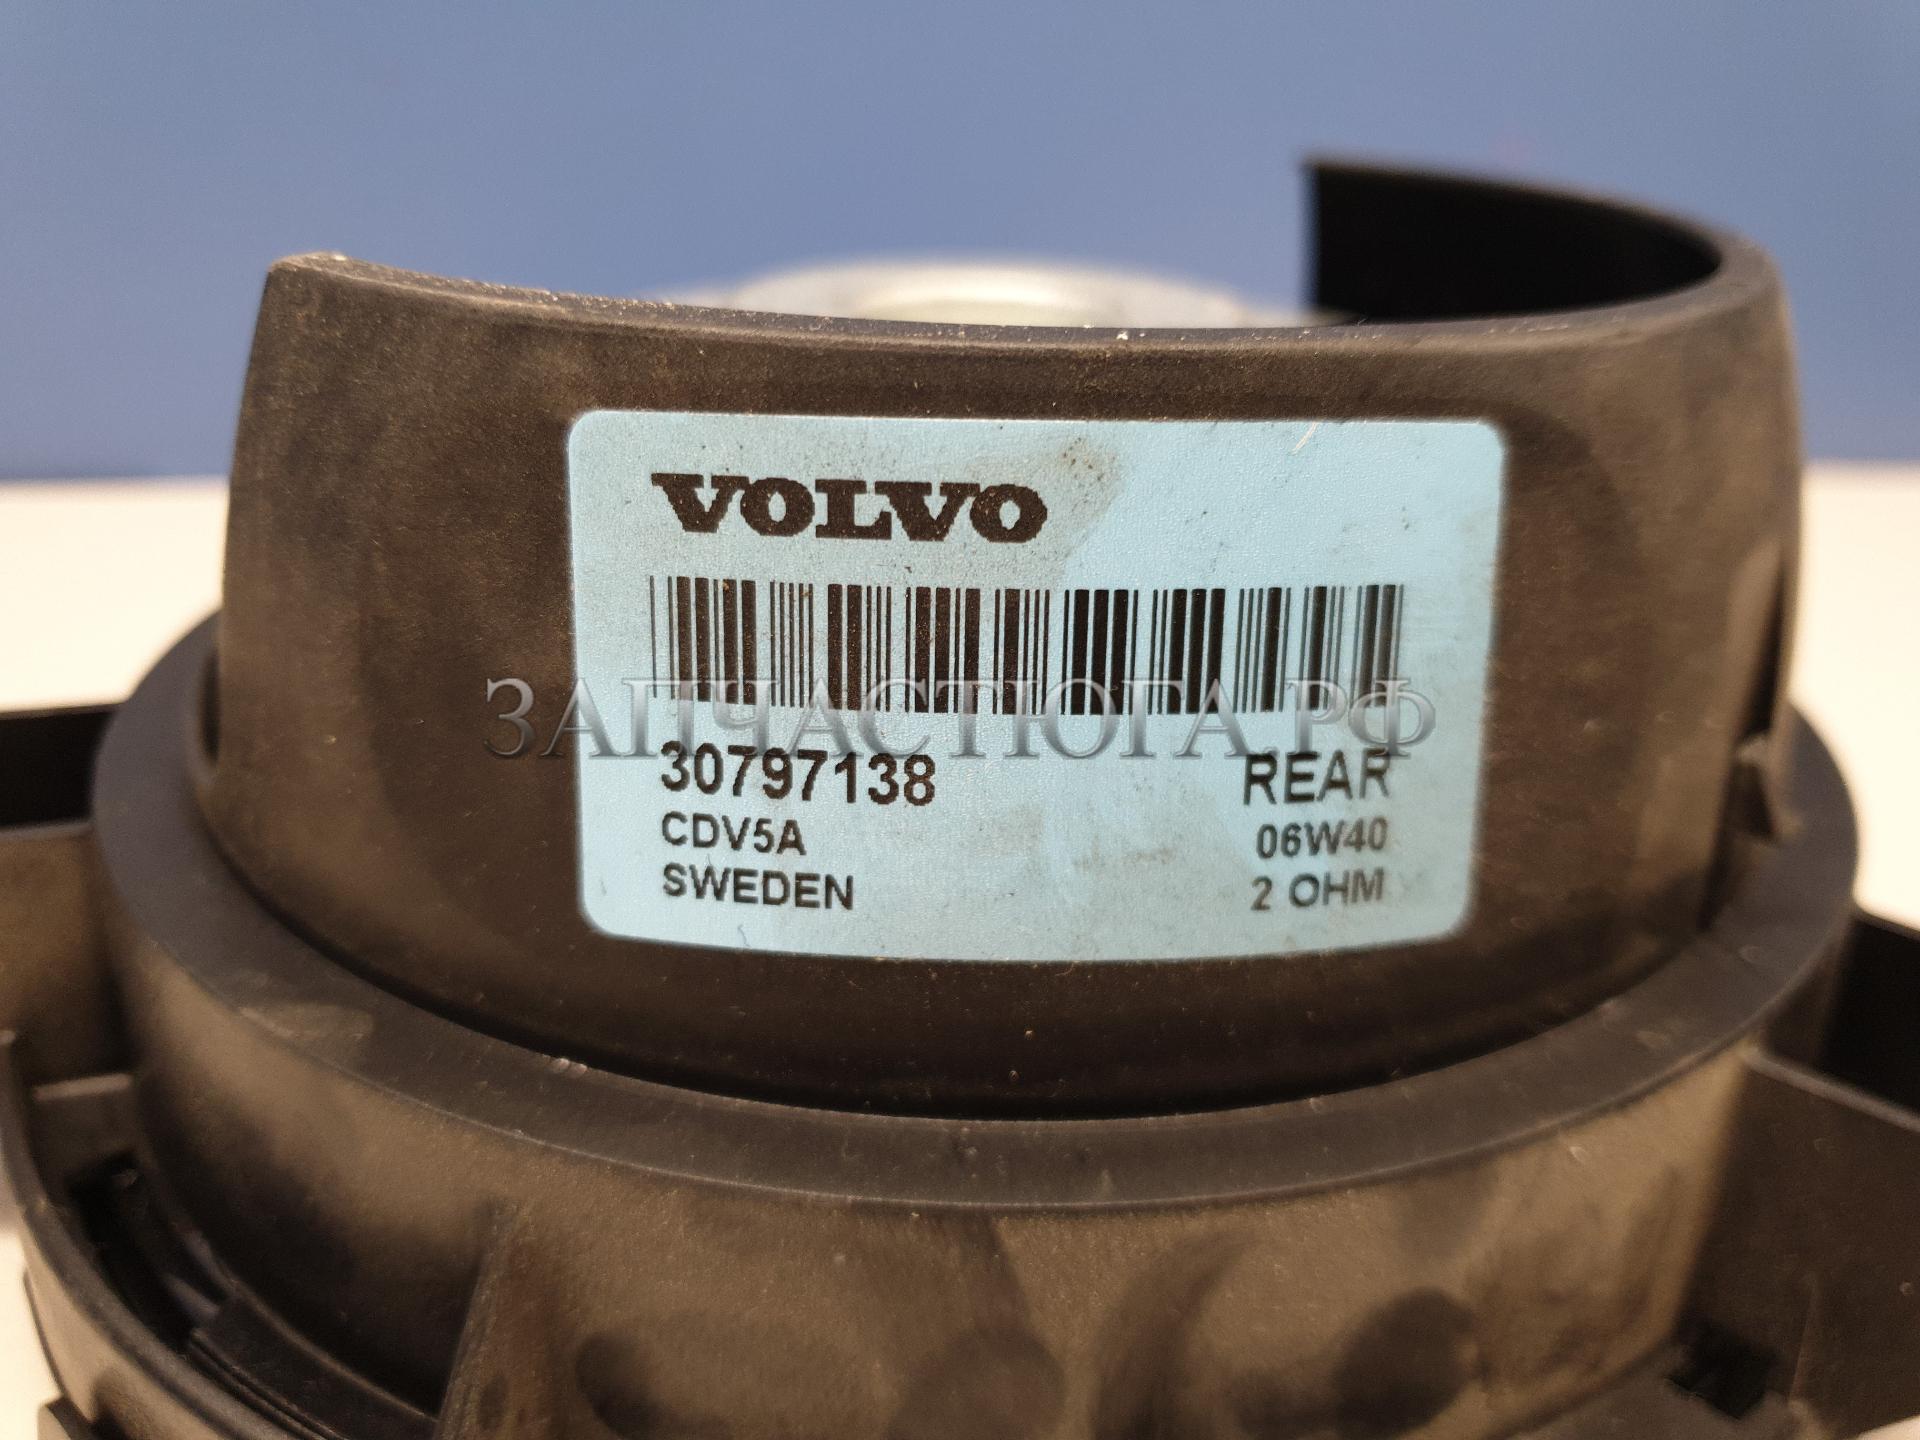 VOLVO
ЗАПЧАСТЮГА.РФ
30797138 REAR
CDV5A 06W40
SWEDEN 2 OHM